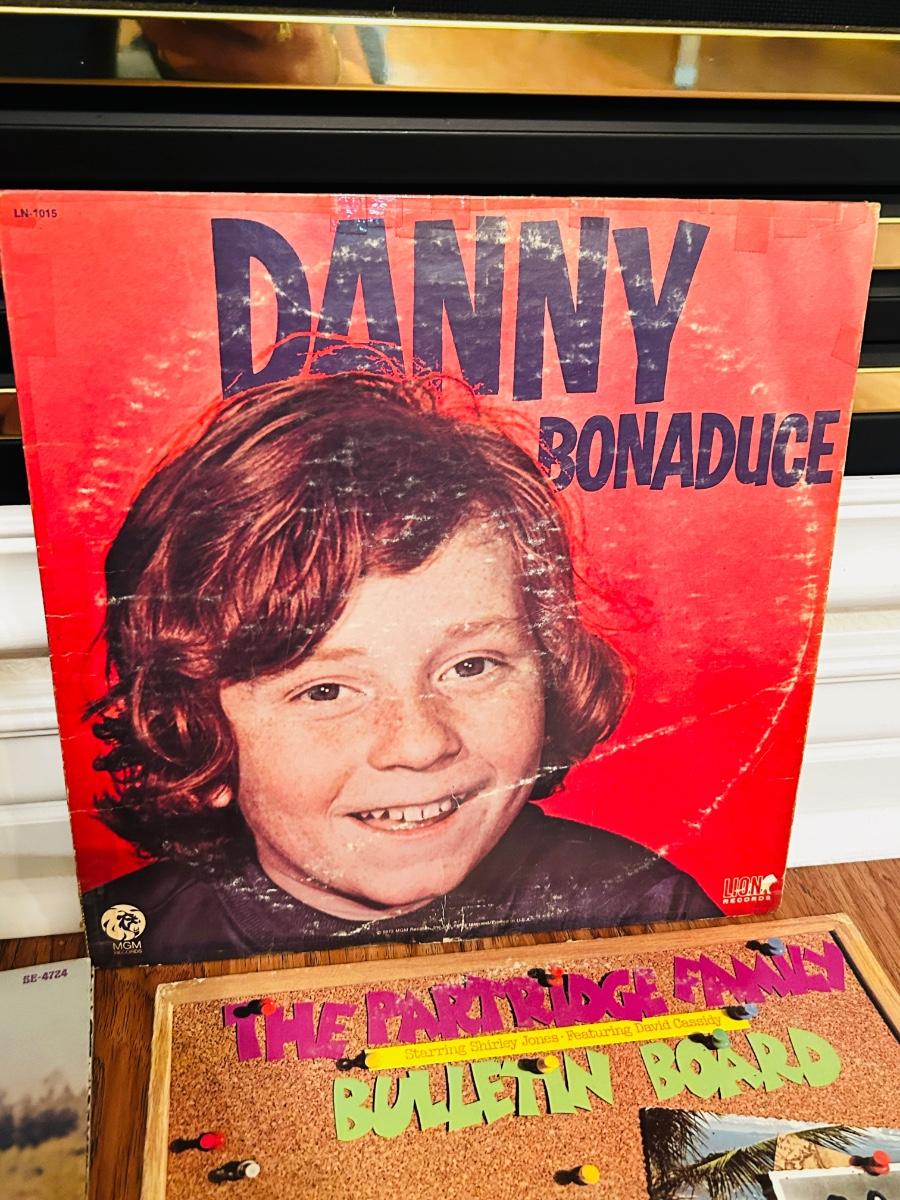 LN-1015
DANNY
BONADUCE
LION
RECORDS
MGM
RECORDS
SE-4724
THE PARTRIDGE FAMILY
Starring Shirley Jones · Featuring David Cassidy
BULLETIN BOARD